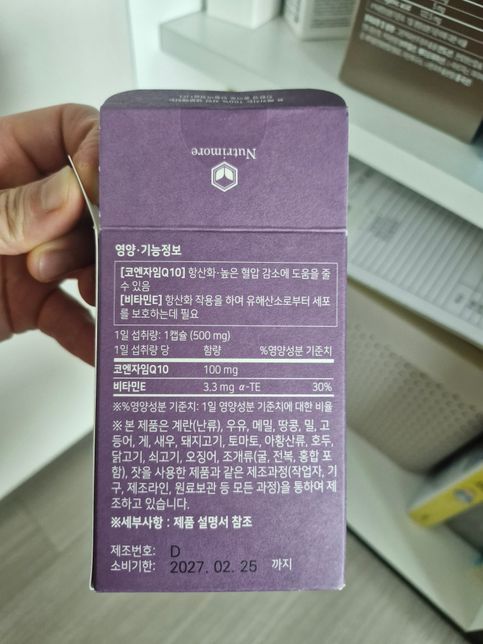 Nutrimore
영양·기능정보
[코엔자임Q10] 항산화·높은 혈압 감소에 도움을 줄
수 있음
[비타민E] 항산화 작용을 하여 유해산소로부터 세포
를 보호하는데 필요
1일 섭취량: 1캡슐 (500 mg)
1일 섭취량 당 함량 %영양성분 기준치
코엔자임Q10 100 mg
비타민E 3.3 mg α-TE 30%
※%영양성분 기준치: 1일 영양성분 기준치에 대한 비율
※ 본 제품은 계란(난류), 우유, 메밀, 땅콩, 밀, 고
등어, 게, 새우, 돼지고기, 토마토, 아황산류, 호두,
닭고기, 쇠고기, 오징어, 조개류(굴, 전복, 홍합 포
함), 잣을 사용한 제품과 같은 제조과정(작업자, 기
구, 제조라인, 원료보관 등 모든 과정)을 통하여 제
조하고 있습니다.
※세부사항 : 제품 설명서 참조
제조번호: D
소비기한: 2027. 02. 25 까지